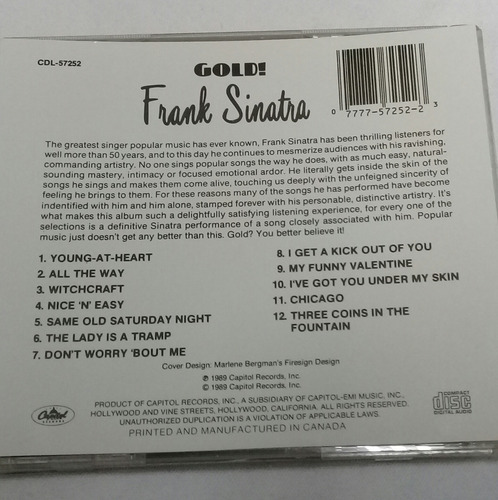 CDL-57252
GOLD!
Frank Sinatra
0 7777-57252-2 3
The greatest singer popular music has ever known, Frank Sinatra has been thrilling listeners for
well more than 50 years, and to this day he continues to mesmerize audiences with his ravishing,
commanding artistry. No one sings popular songs the way he does, with as much easy, natural-
sounding mastery, intimacy or focused emotional ardor. He literally gets inside the skin of the
songs he sings and makes them come alive, touching us deeply with the unfeigned sincerity of
feeling he brings to them. For these reasons many of the songs he has performed have become
indentified with him and him alone, stamped forever with his personable, distinctive artistry. It's
what makes this album such a delightfully satisfying listening experience, for every one of the
selections is a definitive Sinatra performance of a song closely associated with him. Popular
music just doesn't get any better than this. Gold? You better believe it!
1. YOUNG-AT-HEART
2. ALL THE WAY
3. WITCHCRAFT
4. NICE 'N' EASY
5. SAME OLD SATURDAY NIGHT
6. THE LADY IS A TRAMP
7. DON'T WORRY 'BOUT ME
8. I GET A KICK OUT OF YOU
9. MY FUNNY VALENTINE
10. I'VE GOT YOU UNDER MY SKIN
11. CHICAGO
12. THREE COINS IN THE
FOUNTAIN
Cover Design: Marlene Bergman's Firesign Design
℗ 1989 Capitol Records, Inc.
© 1989 Capitol Records, Inc.
PRODUCT OF CAPITOL RECORDS, INC., A SUBSIDIARY OF CAPITOL-EMI MUSIC, INC.,
HOLLYWOOD AND VINE STREETS, HOLLYWOOD, CALIFORNIA. ALL RIGHTS RESERVED.
UNAUTHORIZED DUPLICATION IS A VIOLATION OF APPLICABLE LAWS.
PRINTED AND MANUFACTURED IN CANADA
Capitol
RECORDS
COMPACT
disc
DIGITAL AUDIO